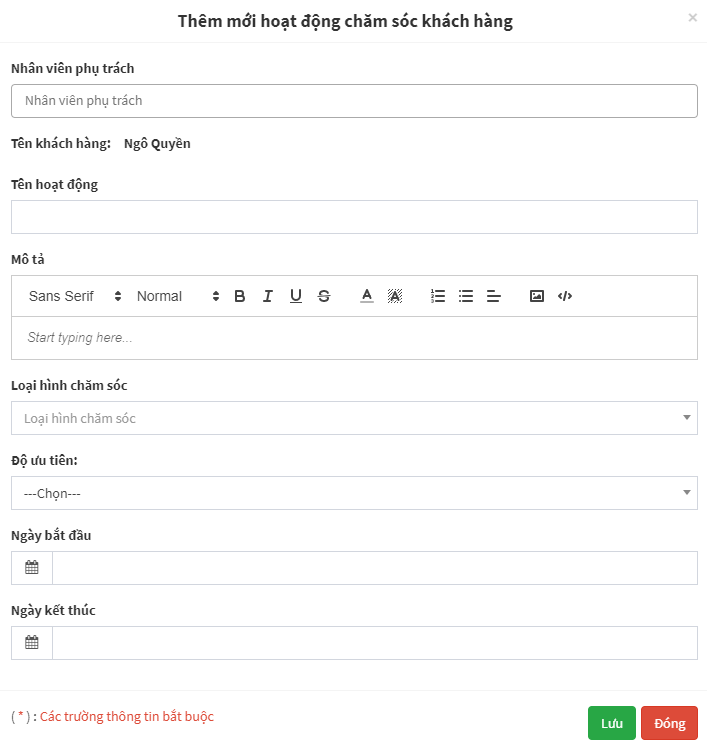 Thêm mới hoạt động chăm sóc khách hàng
×
Nhân viên phụ trách
Nhân viên phụ trách
Tên khách hàng: Ngô Quyền
Tên hoạt động
Mô tả
Sans Serif Normal B I U S A A
Start typing here...
Loại hình chăm sóc
Loại hình chăm sóc
Độ ưu tiên:
---Chọn---
Ngày bắt đầu
Ngày kết thúc
( * ) : Các trường thông tin bắt buộc
Lưu Đóng